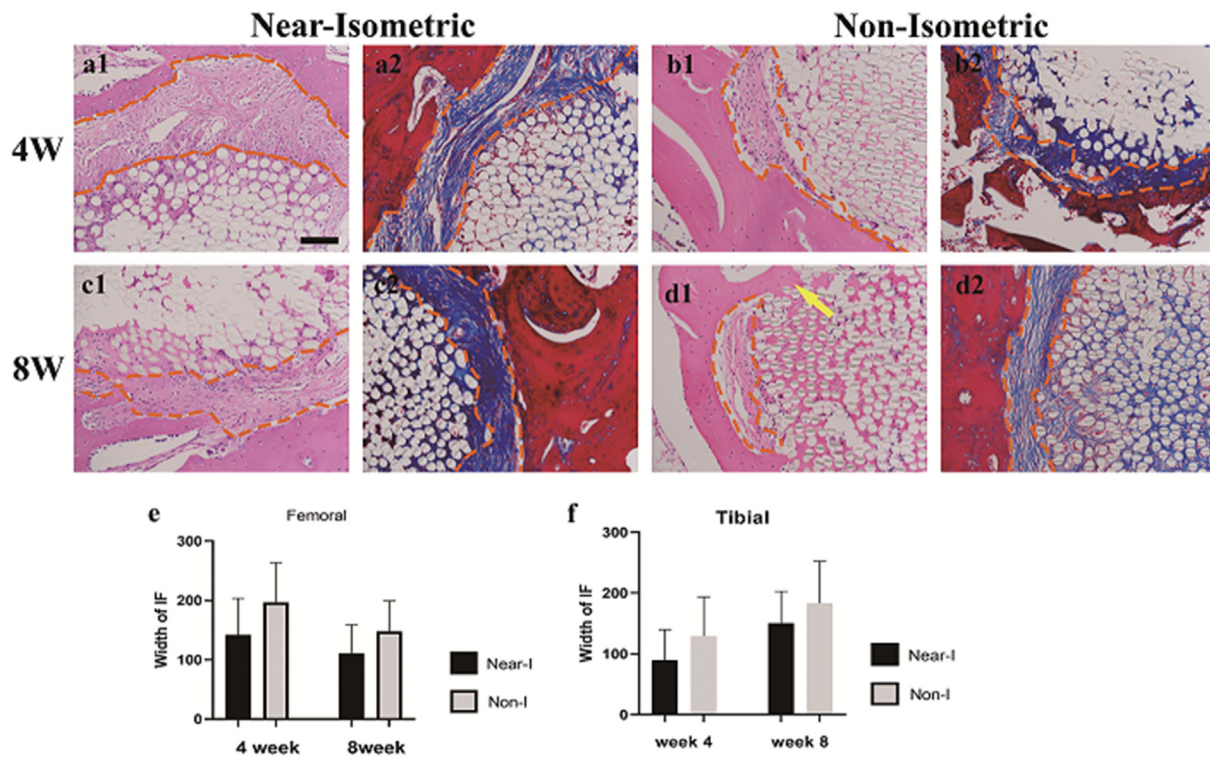 Near-Isometric Non-Isometric
a1 a2 b1 b2
4W
c1 c2 d1 d2
8W
e Femoral
300
200
100
0
Width of IF
4 week 8week
Near-I
Non-I
f Tibial
300
200
100
0
Width of IF
week 4 week 8
Near-I
Non-I